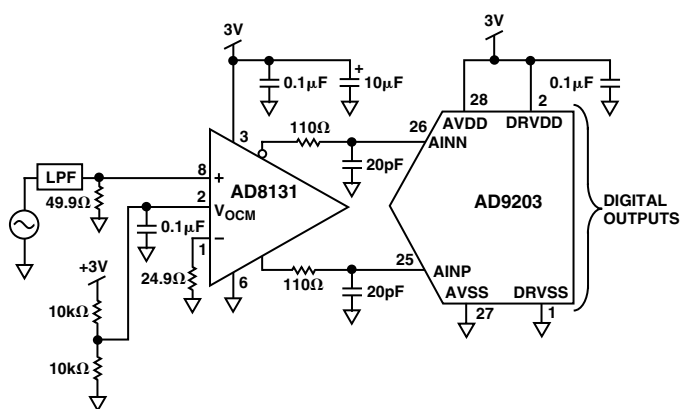 3V
3V
0.1µF
+
10µF
0.1µF
3
28
2
110Ω
26
AVDD
DRVDD
AINN
LPF
8
+
20pF
49.9Ω
2
AD8131
AD9203
DIGITAL
OUTPUTS
VOCM
0.1µF
1
–
+3V
24.9Ω
25
AINP
110Ω
6
20pF
AVSS
DRVSS
10kΩ
27
1
10kΩ